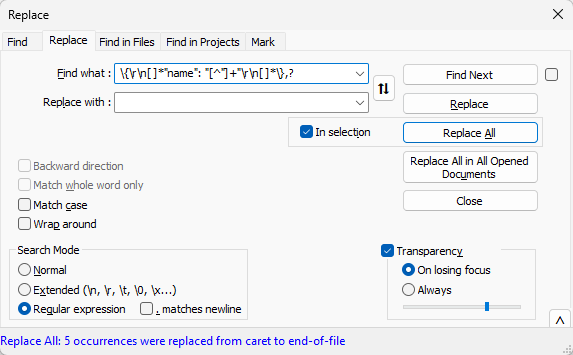 Replace
Find
Replace
Find in Files
Find in Projects
Mark
Find what :
\{\r\n[ ]*"name": "[^"]+"\r\n[ ]*\},?
Find Next
Replace with :
Replace
In selection
Replace All
Backward direction
Replace All in All Opened
Documents
Match whole word only
Match case
Close
Wrap around
Search Mode
Transparency
Normal
On losing focus
Extended (\n, \r, \t, \0, \x...)
Always
Regular expression
. matches newline
Replace All: 5 occurrences were replaced from caret to end-of-file